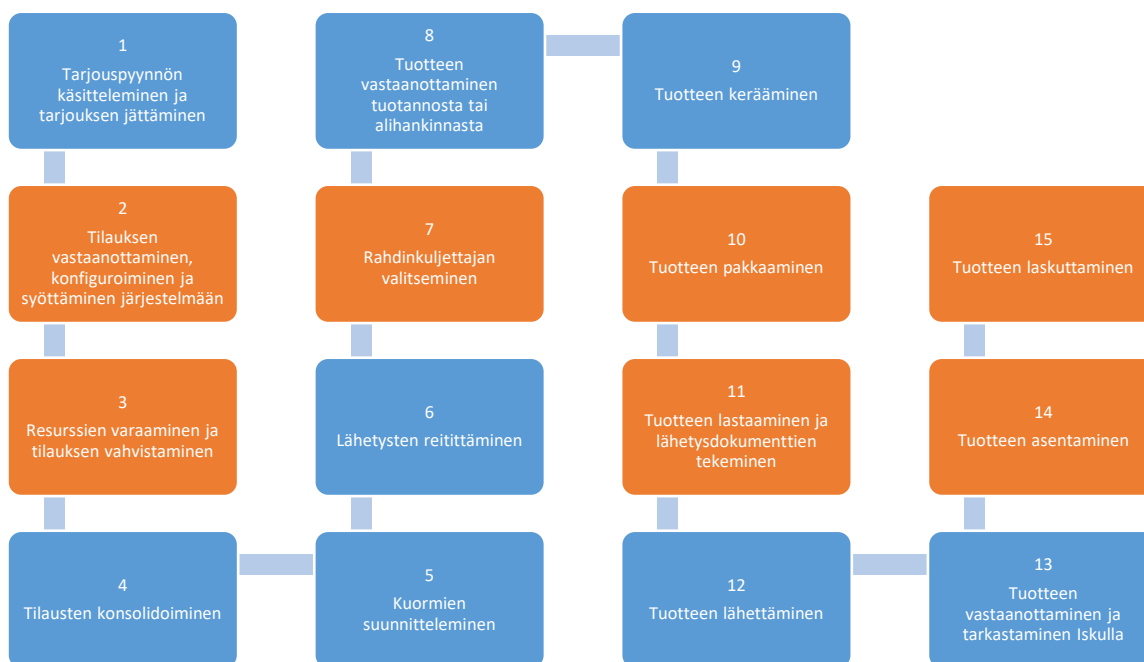 1
Tarjouspyynnön
käsitteleminen ja
tarjouksen jättäminen
2
Tilauksen
vastaanottaminen,
konfiguroiminen ja
syöttäminen järjestelmään
3
Resurssien varaaminen ja
tilauksen vahvistaminen
4
Tilausten konsolidoiminen
5
Kuormien
suunnitteleminen
6
Lähetysten reitittäminen
7
Rahdinkuljettajan
valitseminen
8
Tuotteen
vastaanottaminen
tuotannosta tai
alihankinnasta
9
Tuotteen kerääminen
10
Tuotteen pakkaaminen
11
Tuotteen lastaaminen ja
lähetysdokumenttien
tekeminen
12
Tuotteen lähettäminen
13
Tuotteen
vastaanottaminen ja
tarkastaminen Iskulla
14
Tuotteen asentaminen
15
Tuotteen laskuttaminen